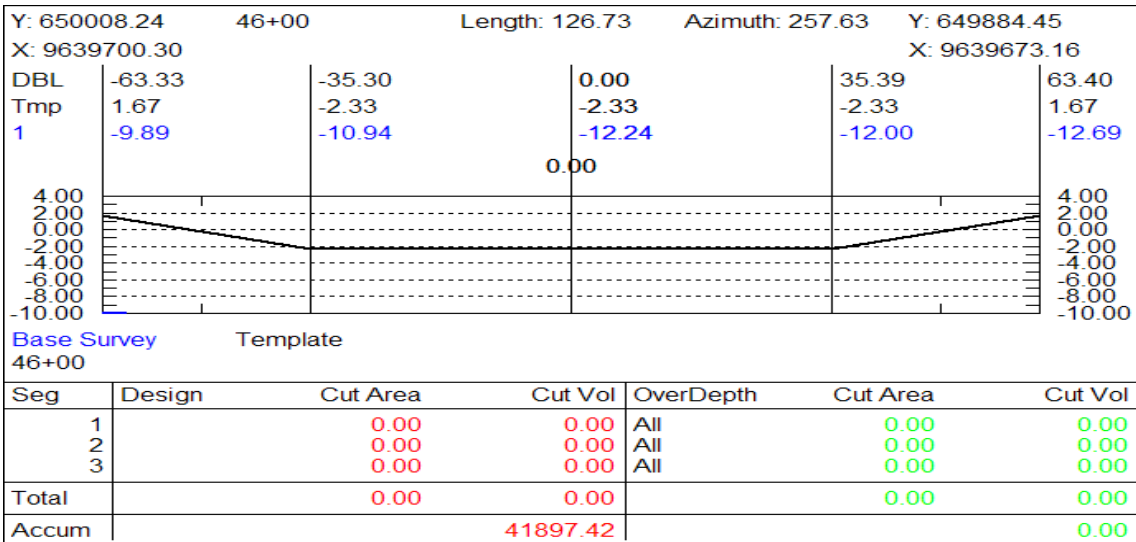 Y: 650008.24 46+00 Length: 126.73 Azimuth: 257.63 Y: 649884.45
X: 9639700.30 X: 9639673.16
DBL -63.33 -35.30 0.00 35.39 63.40
Tmp 1.67 -2.33 -2.33 -2.33 1.67
1 -9.89 -10.94 -12.24 -12.00 -12.69
0.00
4.00 4.00
2.00 2.00
0.00 0.00
-2.00 -2.00
-4.00 -4.00
-6.00 -6.00
-8.00 -8.00
-10.00 -10.00
Base Survey Template
46+00
Seg Design Cut Area Cut Vol OverDepth Cut Area Cut Vol
1 0.00 0.00 All 0.00 0.00
2 0.00 0.00 All 0.00 0.00
3 0.00 0.00 All 0.00 0.00
Total 0.00 0.00 0.00 0.00
Accum 41897.42 0.00